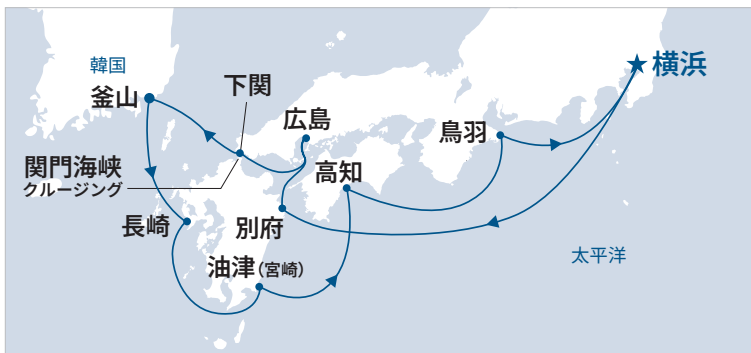 韓国
釜山
下関
広島
鳥羽
★横浜
関門海峡
クルージング
高知
長崎
別府
油津(宮崎)
太平洋